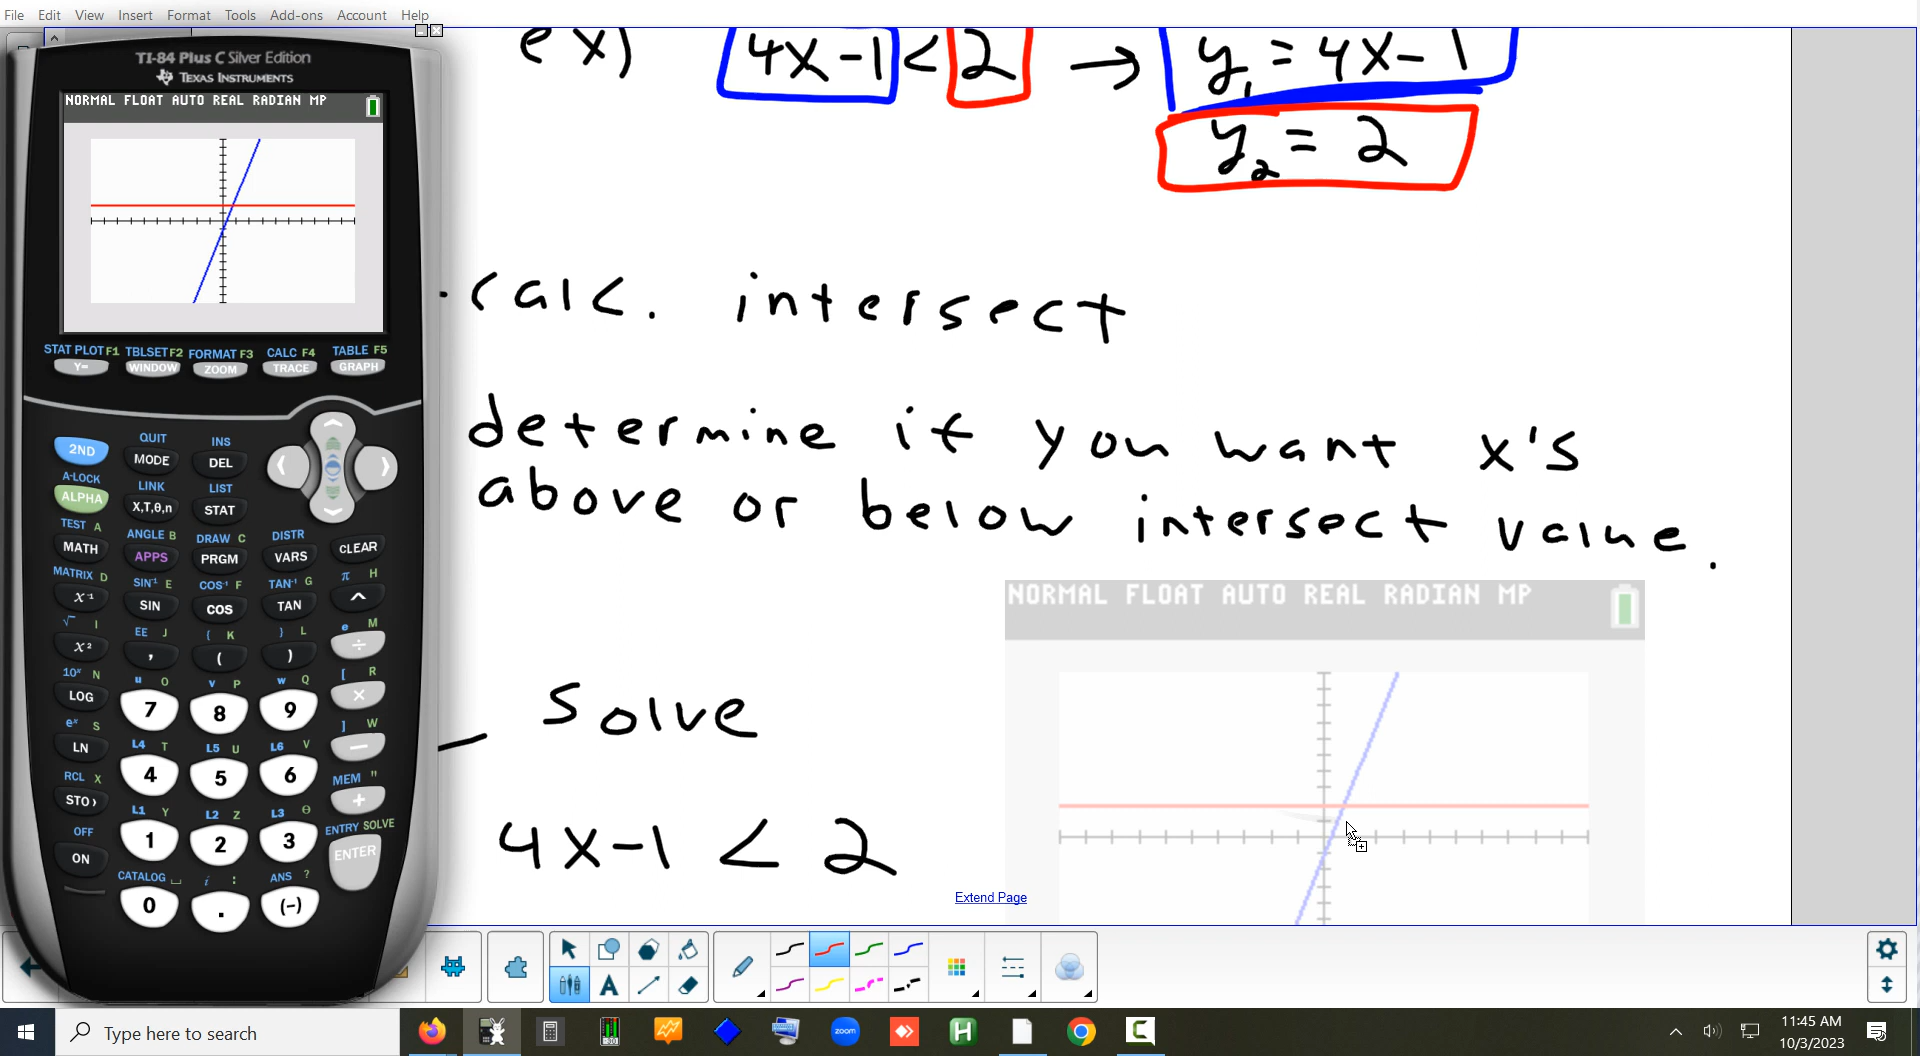 File Edit View Insert Format Tools Add-ons Account Help
TI-84 Plus C Silver Edition
TEXAS INSTRUMENTS
NORMAL FLOAT AUTO REAL RADIAN MP
STAT PLOT F1 TBLSET F2 FORMAT F3 CALC F4 TABLE F5
Y= WINDOW ZOOM TRACE GRAPH
QUIT INS
2ND MODE DEL
A-LOCK LINK LIST
ALPHA X,T,θ,n STAT
TEST A ANGLE B DRAW C DISTR
MATH APPS PRGM VARS CLEAR
MATRIX D SIN⁻¹ E COS⁻¹ F TAN⁻¹ G π H
X⁻¹ SIN COS TAN ^
√ I EE J { K } L e M
X² , ( ) ÷
10ˣ N u O v P w Q [ R
LOG 7 8 9 ×
eˣ S L4 T L5 U L6 V ] W
LN 4 5 6 −
RCL X L1 Y L2 Z L3 Θ MEM "
STO› 1 2 3 +
OFF ENTRY SOLVE
ON ENTER
CATALOG ⎵ i : ANS ?
0 . (−)
ex) 4x-1 < 2 → y₁ = 4x-1
y₂ = 2
. calc. intersect
determine if you want x's
above or below intersect value.
Solve
4x-1 < 2
NORMAL FLOAT AUTO REAL RADIAN MP
Extend Page
A
Type here to search
zoom
H
C
11:45 AM
10/3/2023